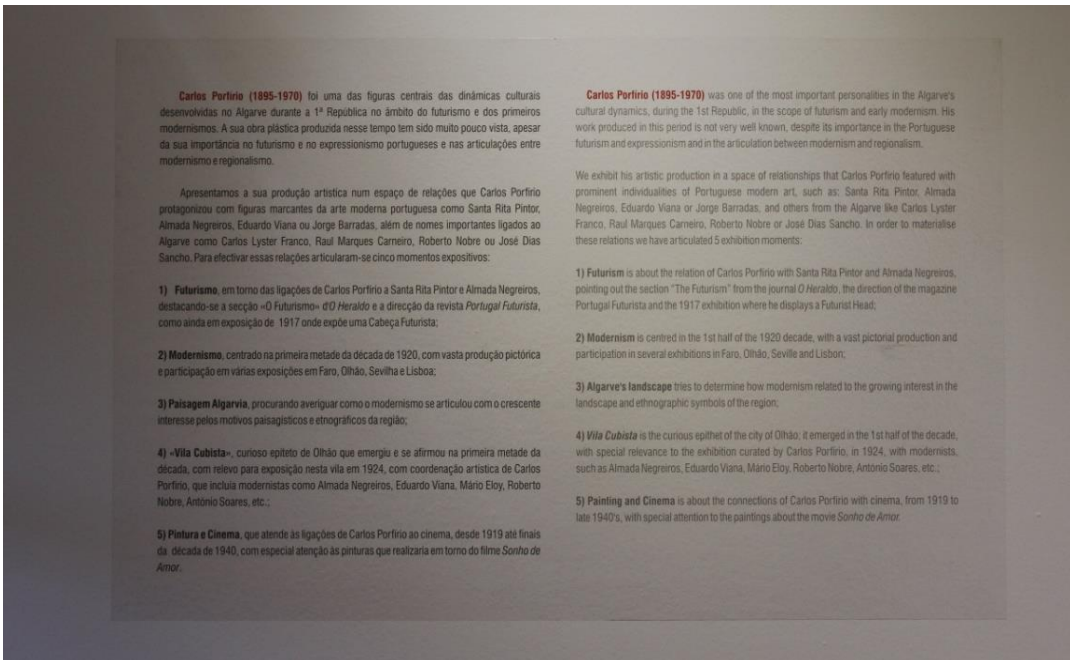 Carlos Porfírio (1895-1970) foi uma das figuras centrais das dinâmicas culturais
desenvolvidas no Algarve durante a 1ª República no âmbito do futurismo e dos primeiros
modernismos. A sua obra plástica produzida nesse tempo tem sido muito pouco vista, apesar
da sua importância no futurismo e no expressionismo portugueses e nas articulações entre
modernismo e regionalismo.
Apresentamos a sua produção artística num espaço de relações que Carlos Porfírio
protagonizou com figuras marcantes da arte moderna portuguesa como Santa Rita Pintor,
Almada Negreiros, Eduardo Viana ou Jorge Barradas, além de nomes importantes ligados ao
Algarve como Carlos Lyster Franco, Raul Marques Carneiro, Roberto Nobre ou José Dias
Sancho. Para efectivar essas relações articularam-se cinco momentos expositivos:
1) Futurismo, em torno das ligações de Carlos Porfírio a Santa Rita Pintor e Almada Negreiros,
destacando-se a secção «O Futurismo» d'O Heraldo e a direcção da revista Portugal Futurista,
como ainda em exposição de 1917 onde expõe uma Cabeça Futurista;
2) Modernismo, centrado na primeira metade da década de 1920, com vasta produção pictórica
e participação em várias exposições em Faro, Olhão, Sevilha e Lisboa;
3) Paisagem Algarvia, procurando averiguar como o modernismo se articulou com o crescente
interesse pelos motivos paisagísticos e etnográficos da região;
4) «Vila Cubista», curioso epíteto de Olhão que emergiu e se afirmou na primeira metade da
década, com relevo para exposição nesta vila em 1924, com coordenação artística de Carlos
Porfírio, que incluía modernistas como Almada Negreiros, Eduardo Viana, Mário Eloy, Roberto
Nobre, António Soares, etc.;
5) Pintura e Cinema, que atende às ligações de Carlos Porfírio ao cinema, desde 1919 até finais
da década de 1940, com especial atenção às pinturas que realizaria em torno do filme Sonho de
Amor.
Carlos Porfírio (1895-1970) was one of the most important personalities in the Algarve's
cultural dynamics, during the 1st Republic, in the scope of futurism and early modernism. His
work produced in this period is not very well known, despite its importance in the Portuguese
futurism and expressionism and in the articulation between modernism and regionalism.
We exhibit his artistic production in a space of relationships that Carlos Porfírio featured with
prominent individualities of Portuguese modern art, such as: Santa Rita Pintor, Almada
Negreiros, Eduardo Viana or Jorge Barradas, and others from the Algarve like Carlos Lyster
Franco, Raul Marques Carneiro, Roberto Nobre or José Dias Sancho. In order to materialise
these relations we have articulated 5 exhibition moments:
1) Futurism is about the relation of Carlos Porfírio with Santa Rita Pintor and Almada Negreiros,
pointing out the section "The Futurism" from the journal O Heraldo, the direction of the magazine
Portugal Futurista and the 1917 exhibition where he displays a Futurist Head;
2) Modernism is centred in the 1st half of the 1920 decade, with a vast pictorial production and
participation in several exhibitions in Faro, Olhão, Seville and Lisbon;
3) Algarve's landscape tries to determine how modernism related to the growing interest in the
landscape and ethnographic symbols of the region;
4) Vila Cubista is the curious epithet of the city of Olhão; it emerged in the 1st half of the decade,
with special relevance to the exhibition curated by Carlos Porfírio, in 1924, with modernists,
such as Almada Negreiros, Eduardo Viana, Mário Eloy, Roberto Nobre, António Soares, etc.;
5) Painting and Cinema is about the connections of Carlos Porfírio with cinema, from 1919 to
late 1940's, with special attention to the paintings about the movie Sonho de Amor.